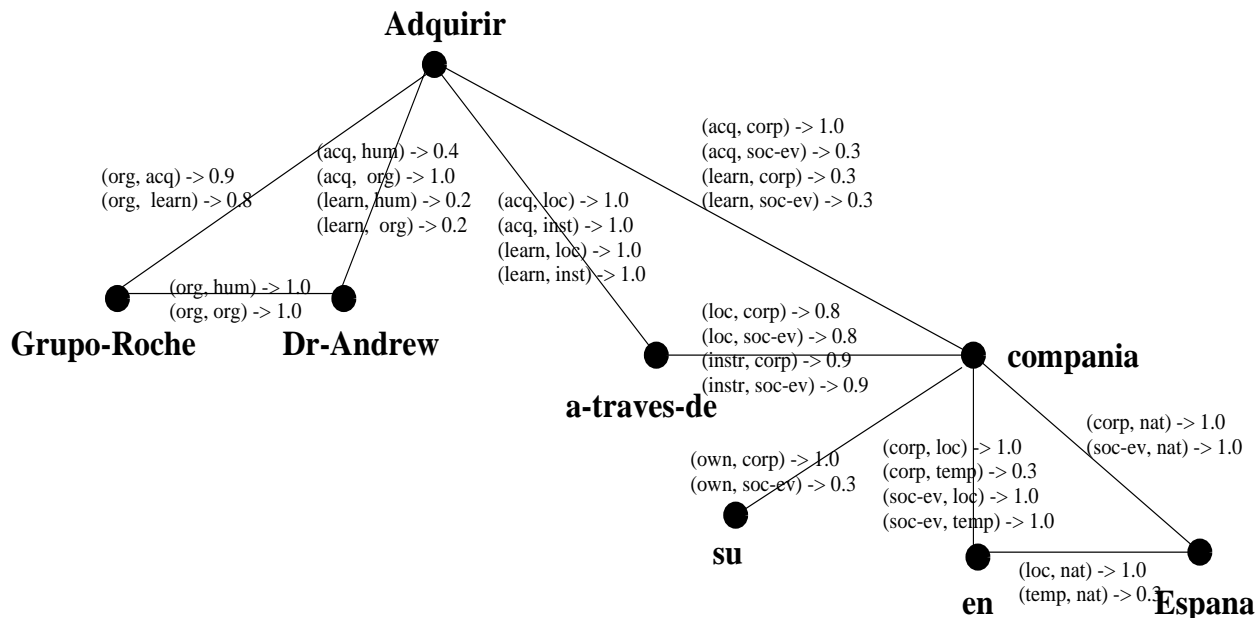 Adquirir
(acq, corp) -> 1.0
(acq, soc-ev) -> 0.3
(learn, corp) -> 0.3
(learn, soc-ev) -> 0.3
(acq, hum) -> 0.4
(acq, org) -> 1.0
(learn, hum) -> 0.2
(learn, org) -> 0.2
(org, acq) -> 0.9
(org, learn) -> 0.8
(acq, loc) -> 1.0
(acq, inst) -> 1.0
(learn, loc) -> 1.0
(learn, inst) -> 1.0
(org, hum) -> 1.0
(org, org) -> 1.0
Grupo-Roche
Dr-Andrew
(loc, corp) -> 0.8
(loc, soc-ev) -> 0.8
(instr, corp) -> 0.9
(instr, soc-ev) -> 0.9
compania
a-traves-de
(corp, nat) -> 1.0
(soc-ev, nat) -> 1.0
(own, corp) -> 1.0
(own, soc-ev) -> 0.3
(corp, loc) -> 1.0
(corp, temp) -> 0.3
(soc-ev, loc) -> 1.0
(soc-ev, temp) -> 1.0
su
(loc, nat) -> 1.0
(temp, nat) -> 0.3
en
Espana